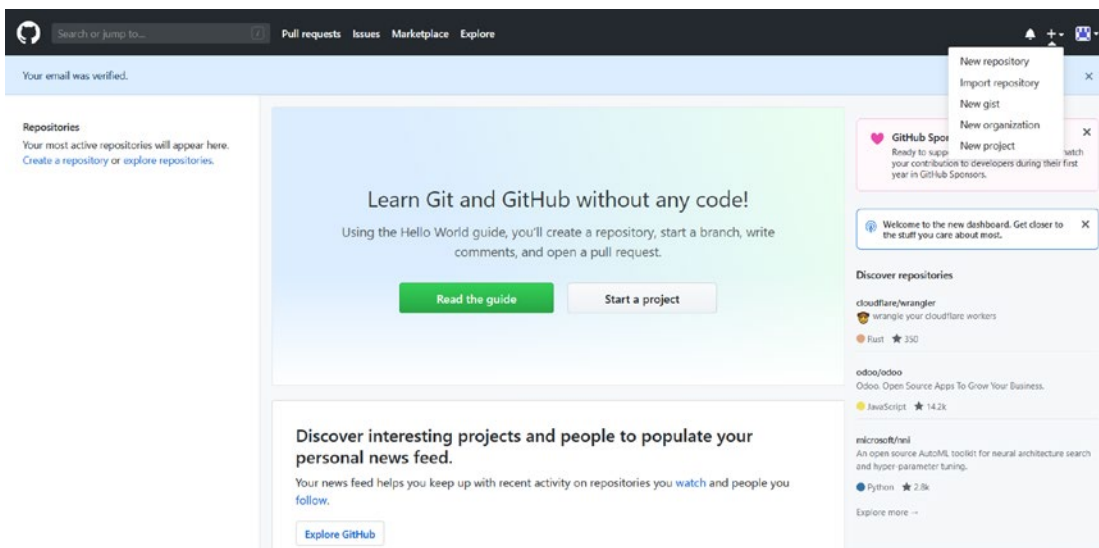 Search or jump to...
/
Pull requests Issues Marketplace Explore
Your email was verified.
New repository
Import repository
New gist
New organization
New project
Repositories
Your most active repositories will appear here.
Create a repository or explore repositories.
Learn Git and GitHub without any code!
Using the Hello World guide, you'll create a repository, start a branch, write
comments, and open a pull request.
Read the guide
Start a project
Discover interesting projects and people to populate your
personal news feed.
Your news feed helps you keep up with recent activity on repositories you watch and people you
follow.
Explore GitHub
GitHub Spon
Ready to supp
your contribution to developers during their first
year in GitHub Sponsors.
Welcome to the new dashboard. Get closer to
the stuff you care about most.
Discover repositories
cloudflare/wrangler
wrangle your cloudflare workers
Rust 350
odoo/odoo
Odoo. Open Source Apps To Grow Your Business.
JavaScript 14.2k
microsoft/nni
An open source AutoML toolkit for neural architecture search
and hyper-parameter tuning.
Python 2.8k
Explore more →